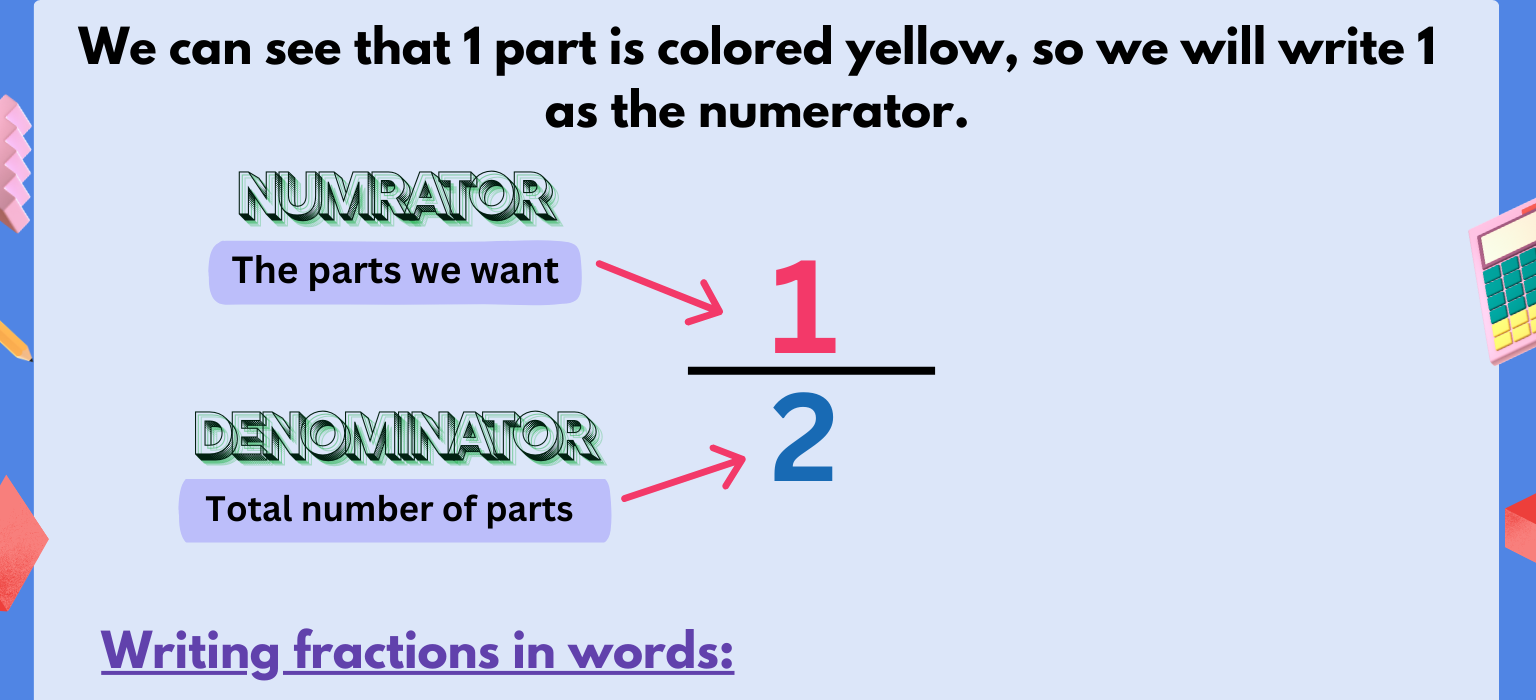 We can see that 1 part is colored yellow, so we will write 1
as the numerator.
NUMRATOR
The parts we want
1
2
DENOMINATOR
Total number of parts
Writing fractions in words: